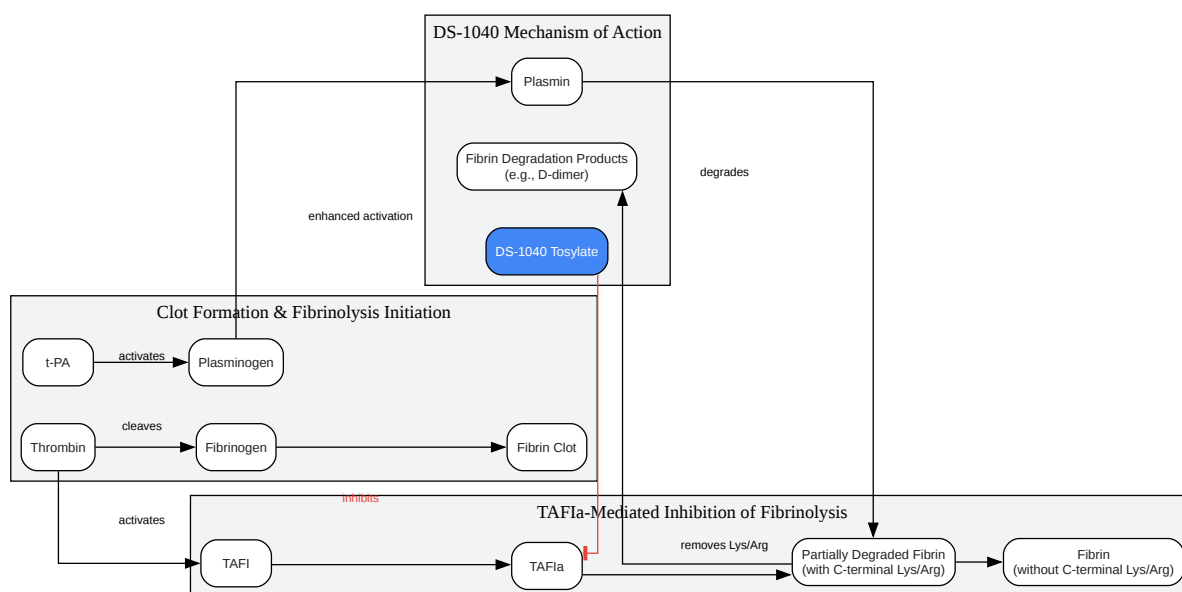 DS-1040 Mechanism of Action
Plasmin
Fibrin Degradation Products
(e.g., D-dimer)
degrades
enhanced activation
DS-1040 Tosylate
Clot Formation & Fibrinolysis Initiation
t-PA
activates
Plasminogen
Thrombin
cleaves
Fibrinogen
Fibrin Clot
inhibits
activates
TAFIa-Mediated Inhibition of Fibrinolysis
TAFI
TAFIa
removes Lys/Arg
Partially Degraded Fibrin
(with C-terminal Lys/Arg)
Fibrin
(without C-terminal Lys/Arg)